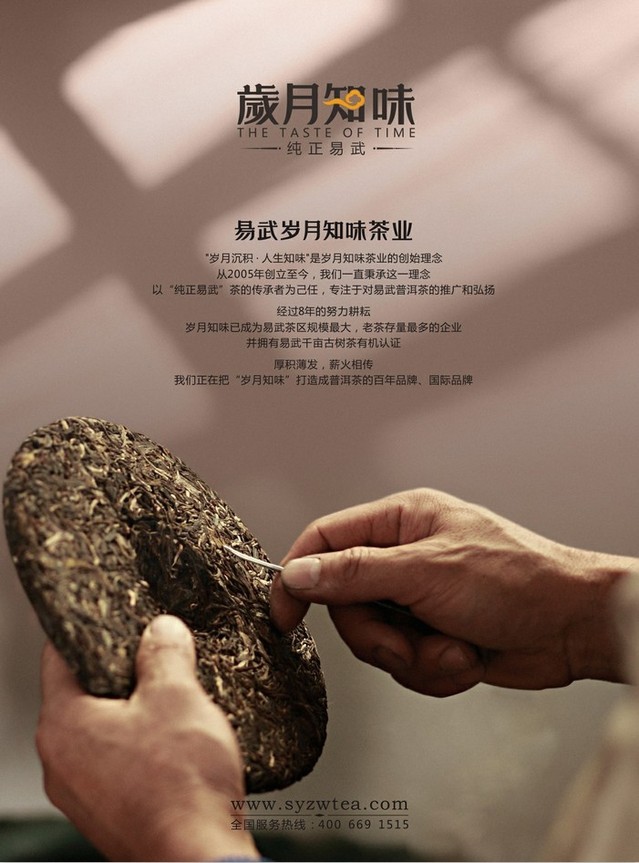 歲月知味
THE TASTE OF TIME
纯正易武
易武岁月知味茶业
"岁月沉积·人生知味"是岁月知味茶业的创始理念
从2005年创立至今，我们一直秉承这一理念
以“纯正易武”茶的传承者为己任，专注于对易武普洱茶的推广和弘扬
经过8年的努力耕耘
岁月知味已成为易武茶区规模最大，老茶存量最多的企业
并拥有易武千亩古树茶有机认证
厚积薄发，薪火相传
我们正在把“岁月知味”打造成普洱茶的百年品牌、国际品牌
www.syzwtea.com
全国服务热线:400 669 1515